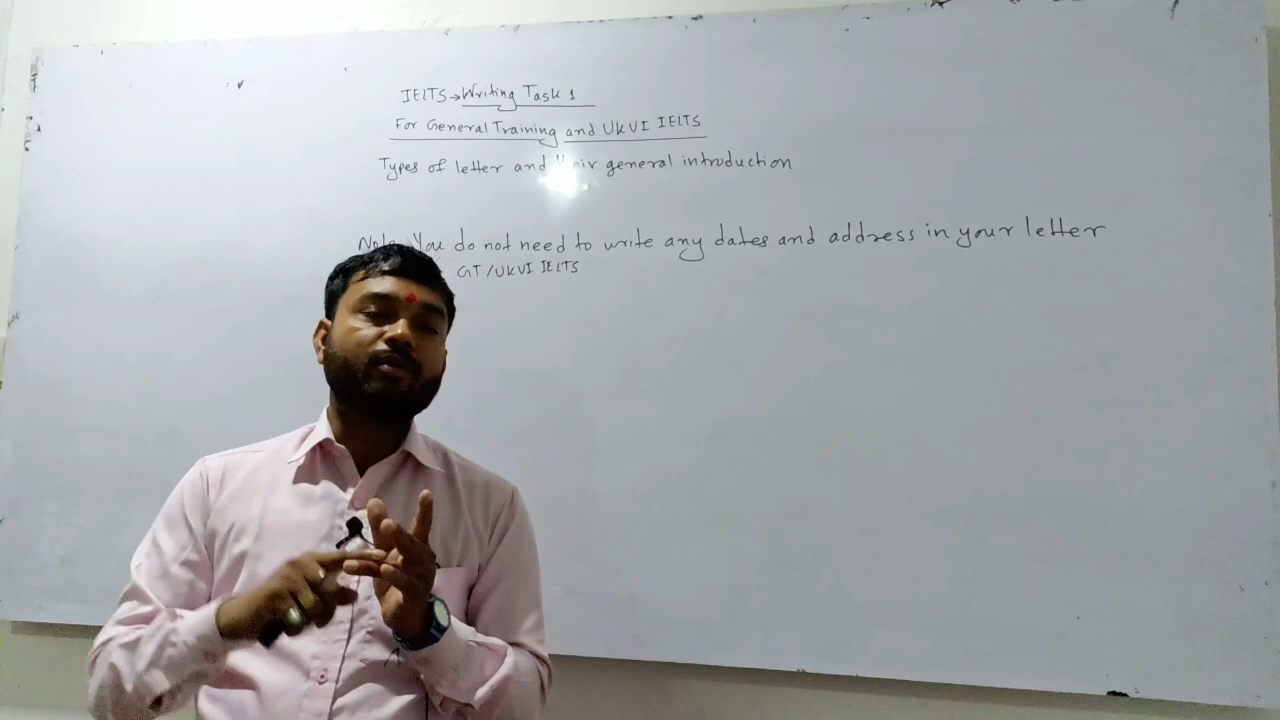 IELTS → Writing Task 1
For General Training and UKVI IELTS
Types of letter and their general introduction
Note You do not need to write any dates and address in your letter
GT/UKVI IELTS